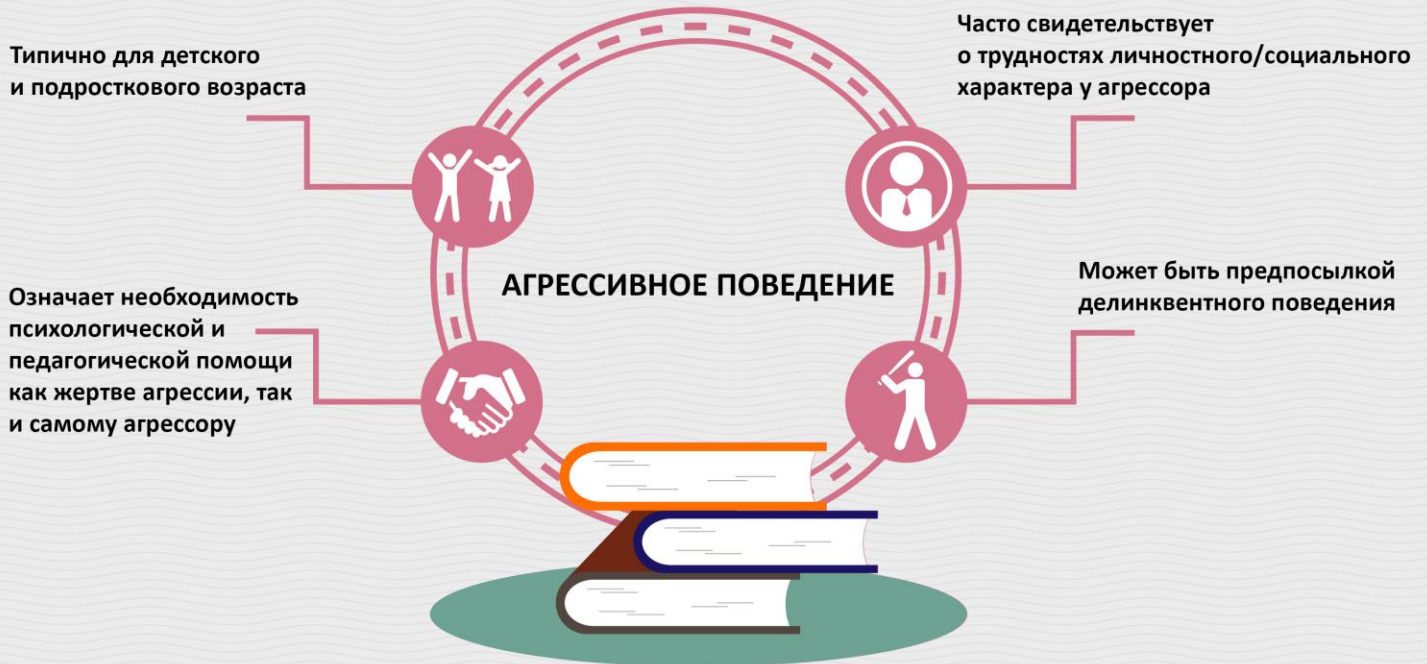 Типично для детского
и подросткового возраста
Часто свидетельствует
о трудностях личностного/социального
характера у агрессора
АГРЕССИВНОЕ ПОВЕДЕНИЕ
Означает необходимость
психологической и
педагогической помощи
как жертве агрессии, так
и самому агрессору
Может быть предпосылкой
делинквентного поведения